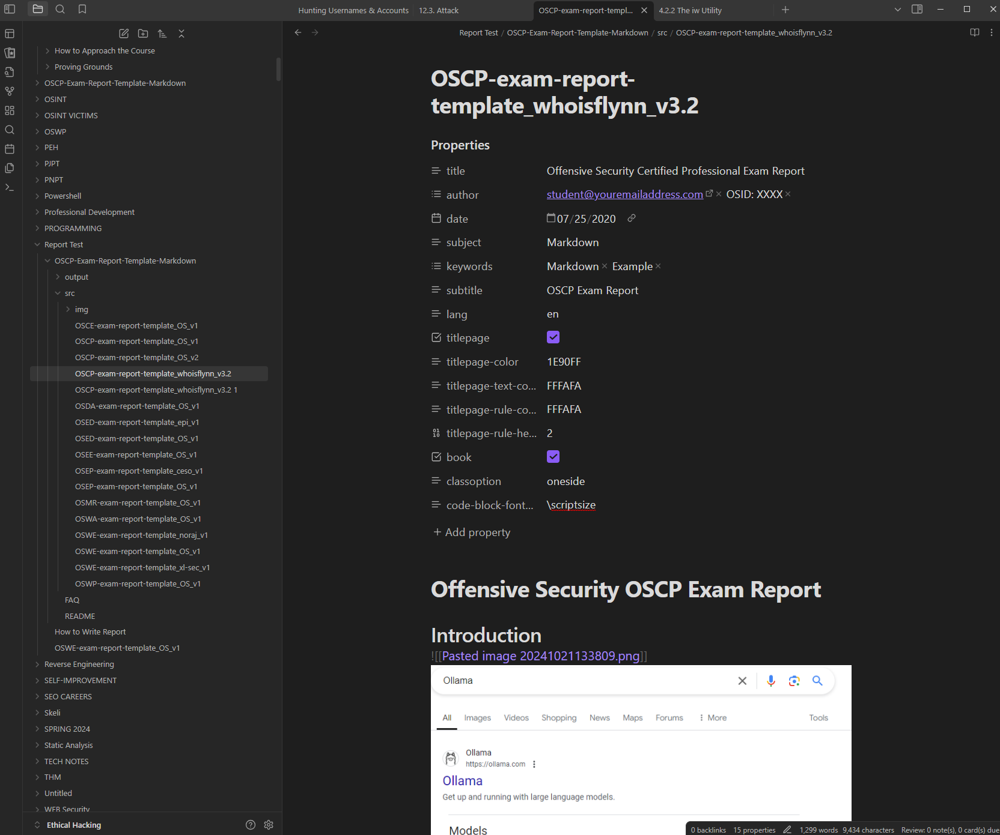 Hunting Usernames & Accounts
12.3. Attack
OSCP-exam-report-templ...
4.2.2 The iw Utility
Report Test / OSCP-Exam-Report-Template-Markdown / src / OSCP-exam-report-template_whoisflynn_v3.2
How to Approach the Course
Proving Grounds
OSCP-Exam-Report-Template-Markdown
OSINT
OSINT VICTIMS
OSWP
PEH
PJPT
PNPT
Powershell
Professional Development
PROGRAMMING
Report Test
OSCP-Exam-Report-Template-Markdown
output
src
img
OSCE-exam-report-template_OS_v1
OSCP-exam-report-template_OS_v1
OSCP-exam-report-template_OS_v2
OSCP-exam-report-template_whoisflynn_v3.2
OSCP-exam-report-template_whoisflynn_v3.2 1
OSDA-exam-report-template_OS_v1
OSED-exam-report-template_epi_v1
OSED-exam-report-template_OS_v1
OSEE-exam-report-template_OS_v1
OSEP-exam-report-template_ceso_v1
OSEP-exam-report-template_OS_v1
OSMR-exam-report-template_OS_v1
OSWA-exam-report-template_OS_v1
OSWE-exam-report-template_noraj_v1
OSWE-exam-report-template_OS_v1
OSWE-exam-report-template_xl-sec_v1
OSWP-exam-report-template_OS_v1
FAQ
README
How to Write Report
OSWE-exam-report-template_OS_v1
Reverse Engineering
SELF-IMPROVEMENT
SEO CAREERS
Skeli
SPRING 2024
Static Analysis
TECH NOTES
THM
Untitled
WEB Security
Ethical Hacking
OSCP-exam-report-
template_whoisflynn_v3.2
Properties
title Offensive Security Certified Professional Exam Report
author student@youremailaddress.com OSID: XXXX
date 07/25/2020
subject Markdown
keywords Markdown Example
subtitle OSCP Exam Report
lang en
titlepage
titlepage-color 1E90FF
titlepage-text-co... FFFAFA
titlepage-rule-co... FFFAFA
titlepage-rule-he... 2
book
classoption oneside
code-block-font... \scriptsize
+ Add property
Offensive Security OSCP Exam Report
Introduction
![[Pasted image 20241021133809.png]]
Ollama
All Images Videos Shopping News Maps Forums More Tools
Ollama
https://ollama.com
Ollama
Get up and running with large language models.
Models
0 backlinks 15 properties 1,299 words 9,434 characters Review: 0 note(s), 0 card(s) due